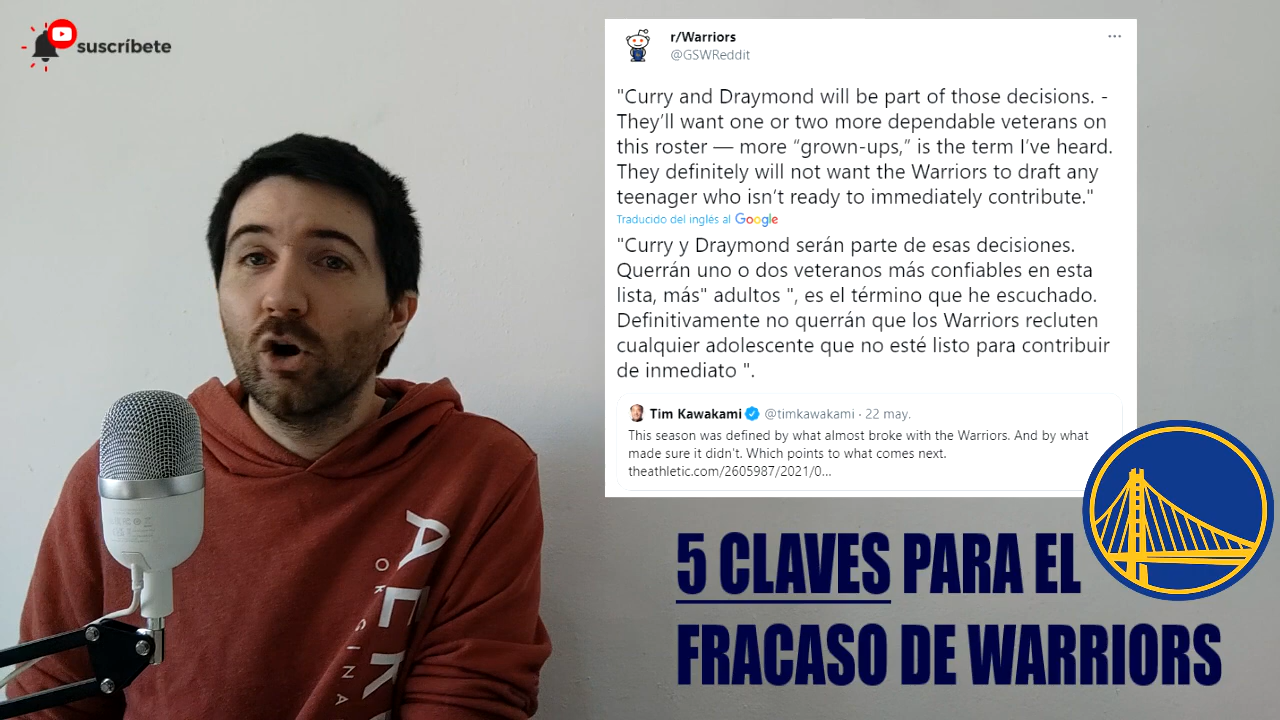 suscríbete
r/Warriors
@GSWReddit
"Curry and Draymond will be part of those decisions. -
They'll want one or two more dependable veterans on
this roster — more “grown-ups,” is the term I've heard.
They definitely will not want the Warriors to draft any
teenager who isn't ready to immediately contribute."
Traducido del inglés al Google
"Curry y Draymond serán parte de esas decisiones.
Querrán uno o dos veteranos más confiables en esta
lista, más" adultos ", es el término que he escuchado.
Definitivamente no querrán que los Warriors recluten
cualquier adolescente que no esté listo para contribuir
de inmediato ".
Tim Kawakami @timkawakami · 22 may.
This season was defined by what almost broke with the Warriors. And by what
made sure it didn't. Which points to what comes next.
theathletic.com/2605987/2021/0…
5 CLAVES PARA EL
FRACASO DE WARRIORS